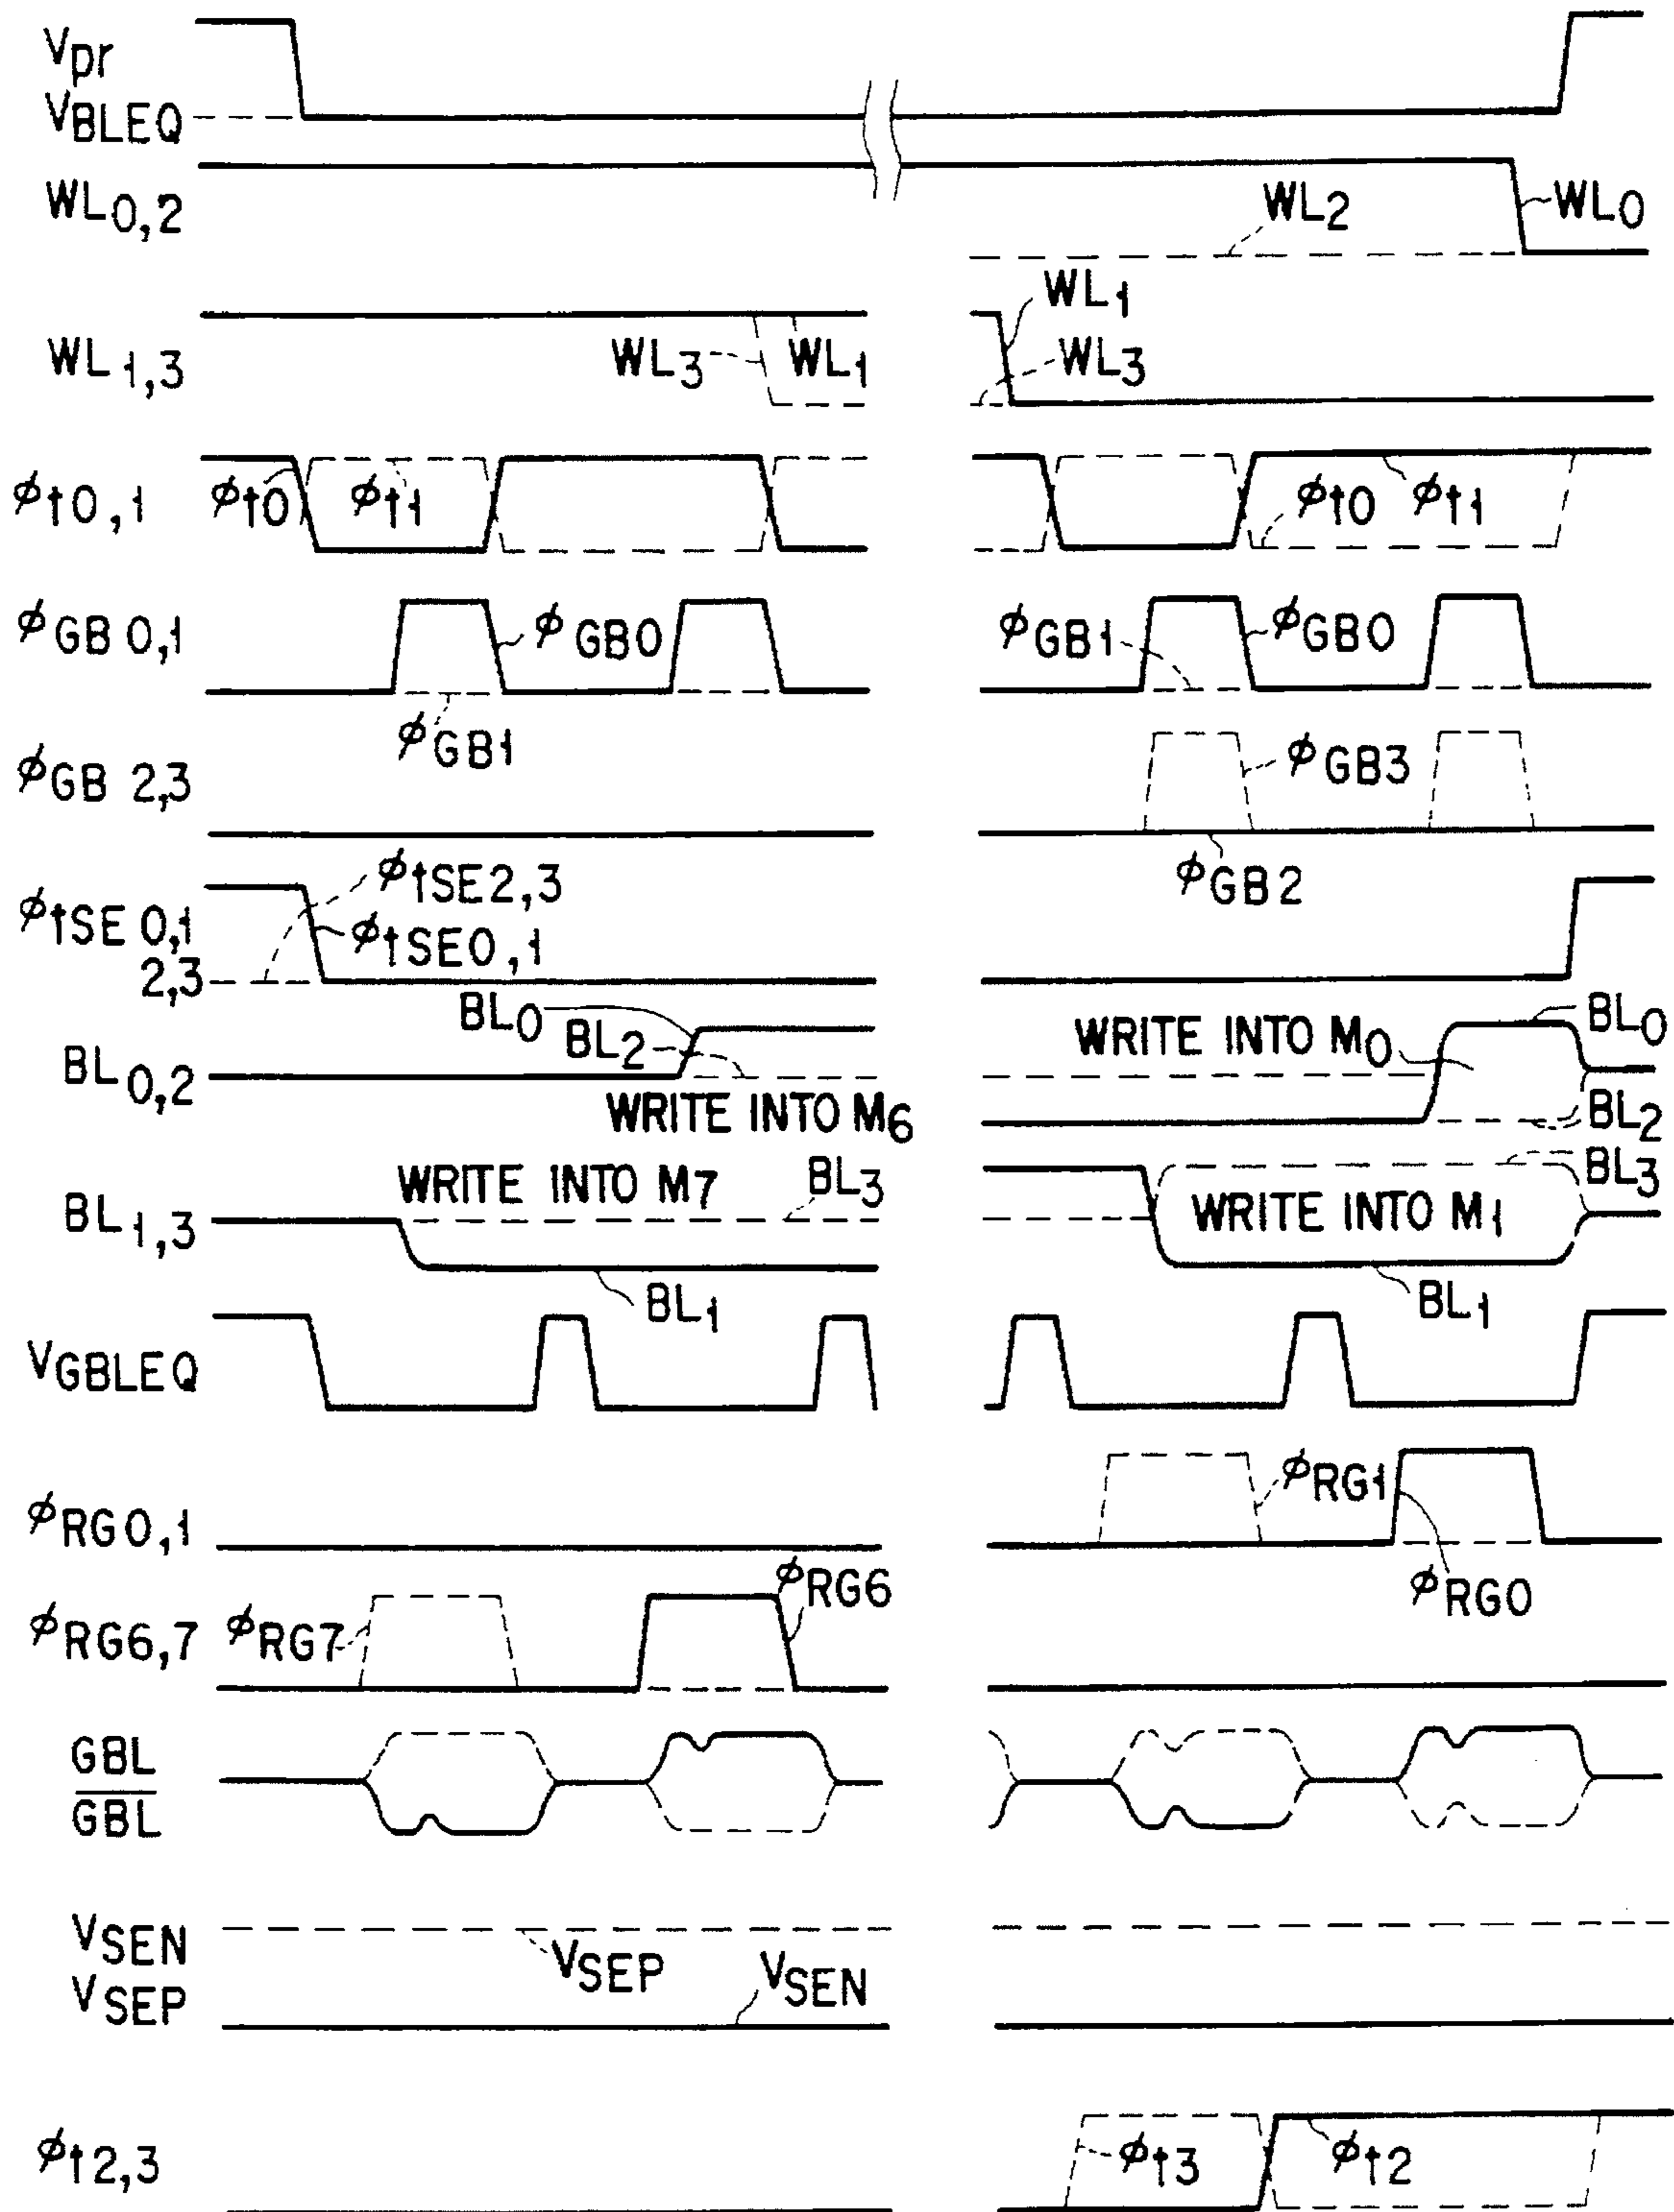 Vpr
VBLEQ
WL0,2
WL2
WL0
WL1
WL1,3
WL3
WL1
WL3
φt0,1
φt0
φt1
φt0
φt1
φGB0,1
φGB0
φGB1
φGB0
φGB1
φGB 2,3
φGB3
φGB2
φtSE0,1
2,3
φtSE2,3
φtSE0,1
BL0
BL2
BL0,2
WRITE INTO M6
WRITE INTO M0
BL0
BL2
BL1,3
WRITE INTO M7
BL3
BL1
WRITE INTO M1
BL3
BL1
VGBLEQ
φRG0,1
φRG1
φRG0
φRG6,7
φRG7
φRG6
GBL
GBL
VSEN
VSEP
VSEP
VSEN
φt2,3
φt3
φt2